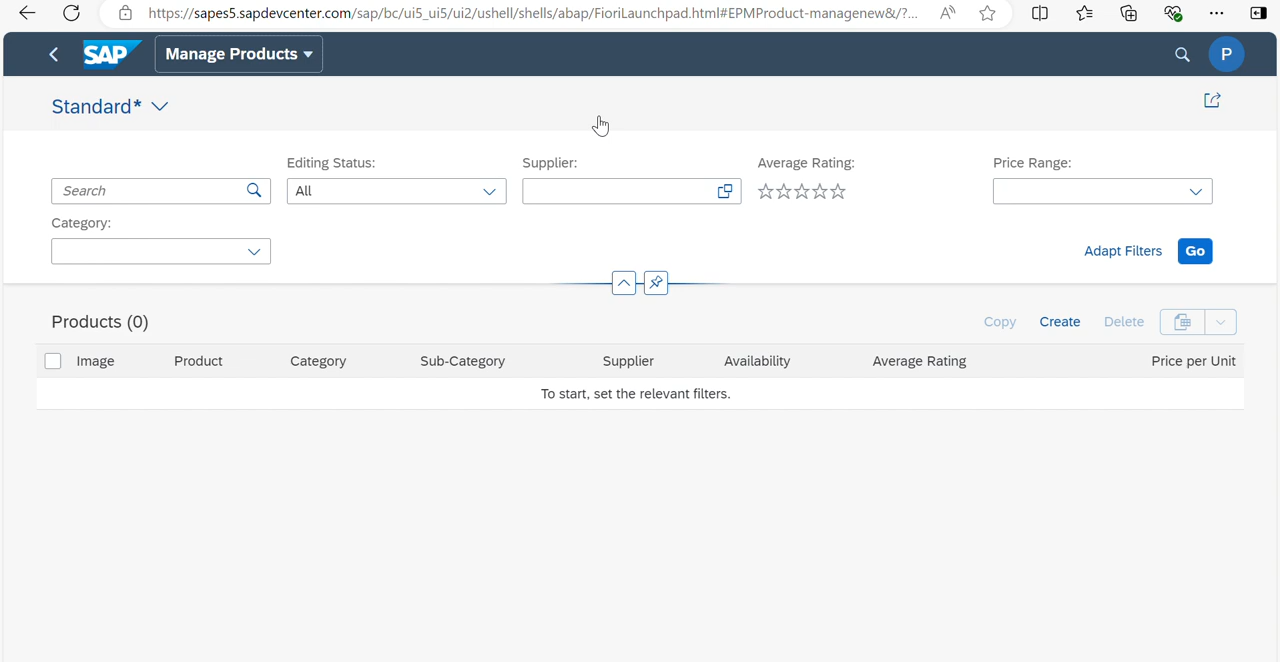 https://sapes5.sapdevcenter.com/sap/bc/ui5_ui5/ui2/ushell/shells/abap/FioriLaunchpad.html#EPMProduct-managenew&/?...
SAP Manage Products P
Standard*
Editing Status: Supplier: Average Rating: Price Range:
Search All
Category:
Adapt Filters Go
Products (0) Copy Create Delete
Image Product Category Sub-Category Supplier Availability Average Rating Price per Unit
To start, set the relevant filters.